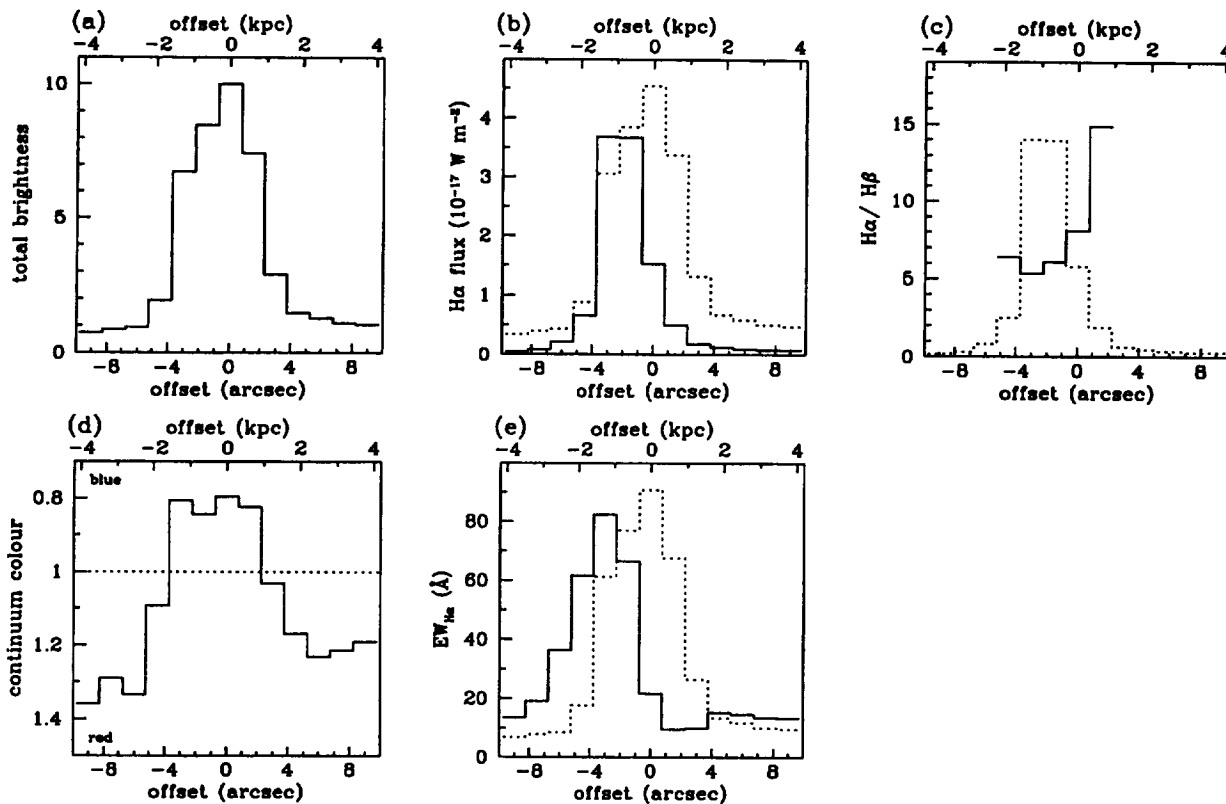 (a)
offset (kpc)
−4 −2 0 2 4
10
5
0
total brightness
−8 −4 0 4 8
offset (arcsec)
(b)
offset (kpc)
−4 −2 0 2 4
4
3
2
1
0
Hα flux (10⁻¹⁷ W m⁻²)
−8 −4 0 4 8
offset (arcsec)
(c)
offset (kpc)
−4 −2 0 2 4
15
10
5
0
Hα/ Hβ
−8 −4 0 4 8
offset (arcsec)
(d)
offset (kpc)
−4 −2 0 2 4
blue
0.8
1
1.2
1.4
red
continuum colour
−8 −4 0 4 8
offset (arcsec)
(e)
offset (kpc)
−4 −2 0 2 4
80
60
40
20
0
EW_Hα (Å)
−8 −4 0 4 8
offset (arcsec)